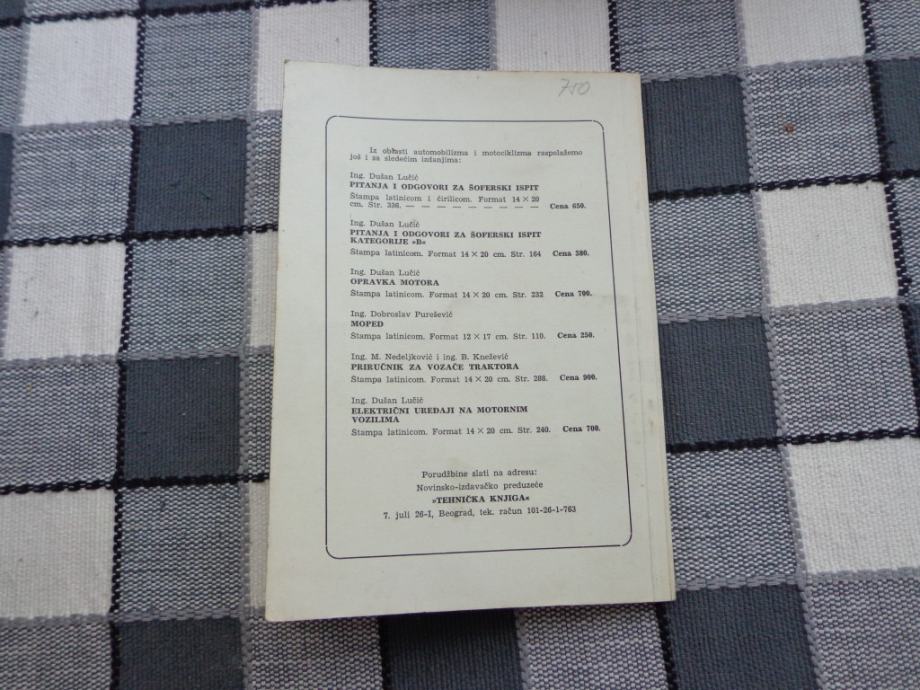 750
Iz oblasti automobilizma i motociklizma raspolažemo
još i sa sledećim izdanjima:
Ing. Dušan Lučić
PITANJA I ODGOVORI ZA ŠOFERSKI ISPIT
Štampa latinicom i ćirilicom. Format 14 × 20
cm. Str. 336. — — — — — — — — — Cena 650.
Ing. Dušan Lučić
PITANJA I ODGOVORI ZA ŠOFERSKI ISPIT
KATEGORIJE »B«
Štampa latinicom. Format 14 × 20 cm. Str. 164 Cena 380.
Ing. Dušan Lučić
OPRAVKA MOTORA
Štampa latinicom. Format 14 × 20 cm. Str. 232 Cena 700.
Ing. Dobroslav Purešević
MOPED
Štampa latinicom. Format 12 × 17 cm. Str. 110. Cena 250.
Ing. M. Nedeljković i ing. B. Knežević
PRIRUČNIK ZA VOZAČE TRAKTORA
Štampa latinicom. Format 14 × 20 cm. Str. 288. Cena 900.
Ing. Dušan Lučić
ELEKTRIČNI UREĐAJI NA MOTORNIM
VOZILIMA
Štampa latinicom. Format 14 × 20 cm. Str. 240. Cena 700.
Porudžbine slati na adresu:
Novinsko-izdavačko preduzeće
»TEHNIČKA KNJIGA«
7. juli 26-I, Beograd, tek. račun 101-26-1-763